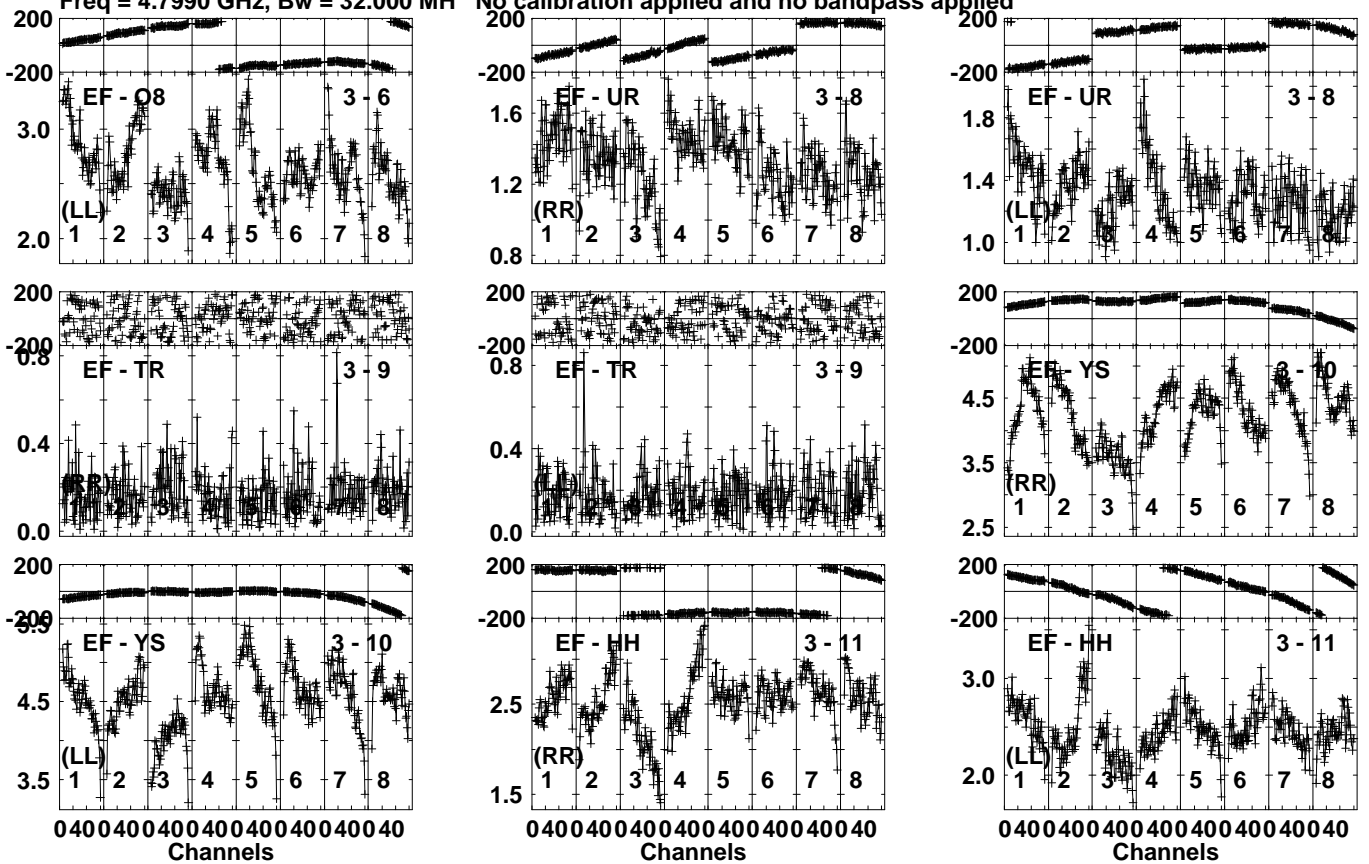 Freq = 4.7990 GHz, Bw = 32.000 MH No calibration applied and no bandpass applied
200
-200
EF - O8 3 - 6
3.0
2.0
(LL)
1 2 3 4 5 6 7 8
200
-200
EF - UR 3 - 8
1.6
1.2
0.8
(RR)
1 2 3 4 5 6 7 8
200
-200
EF - UR 3 - 8
1.8
1.4
1.0
(LL)
1 2 3 4 5 6 7 8
200
-200
EF - TR 3 - 9
0.8
0.4
0.0
(RR)
1 2 3 4 5 6 7 8
200
-200
EF - TR 3 - 9
0.8
0.4
0.0
(LL)
1 2 3 4 5 6 7 8
200
-200
EF - YS 3 - 10
4.5
3.5
2.5
(RR)
1 2 3 4 5 6 7 8
200
-200
EF - YS 3 - 10
5.5
4.5
3.5
(LL)
1 2 3 4 5 6 7 8
200
-200
EF - HH 3 - 11
2.5
1.5
(RR)
1 2 3 4 5 6 7 8
200
-200
EF - HH 3 - 11
3.0
2.0
(LL)
1 2 3 4 5 6 7 8
0 40 0 40 0 40 0 40 0 40 0 40 0 40 0 40
Channels
0 40 0 40 0 40 0 40 0 40 0 40 0 40 0 40
Channels
0 40 0 40 0 40 0 40 0 40 0 40 0 40 0 40
Channels